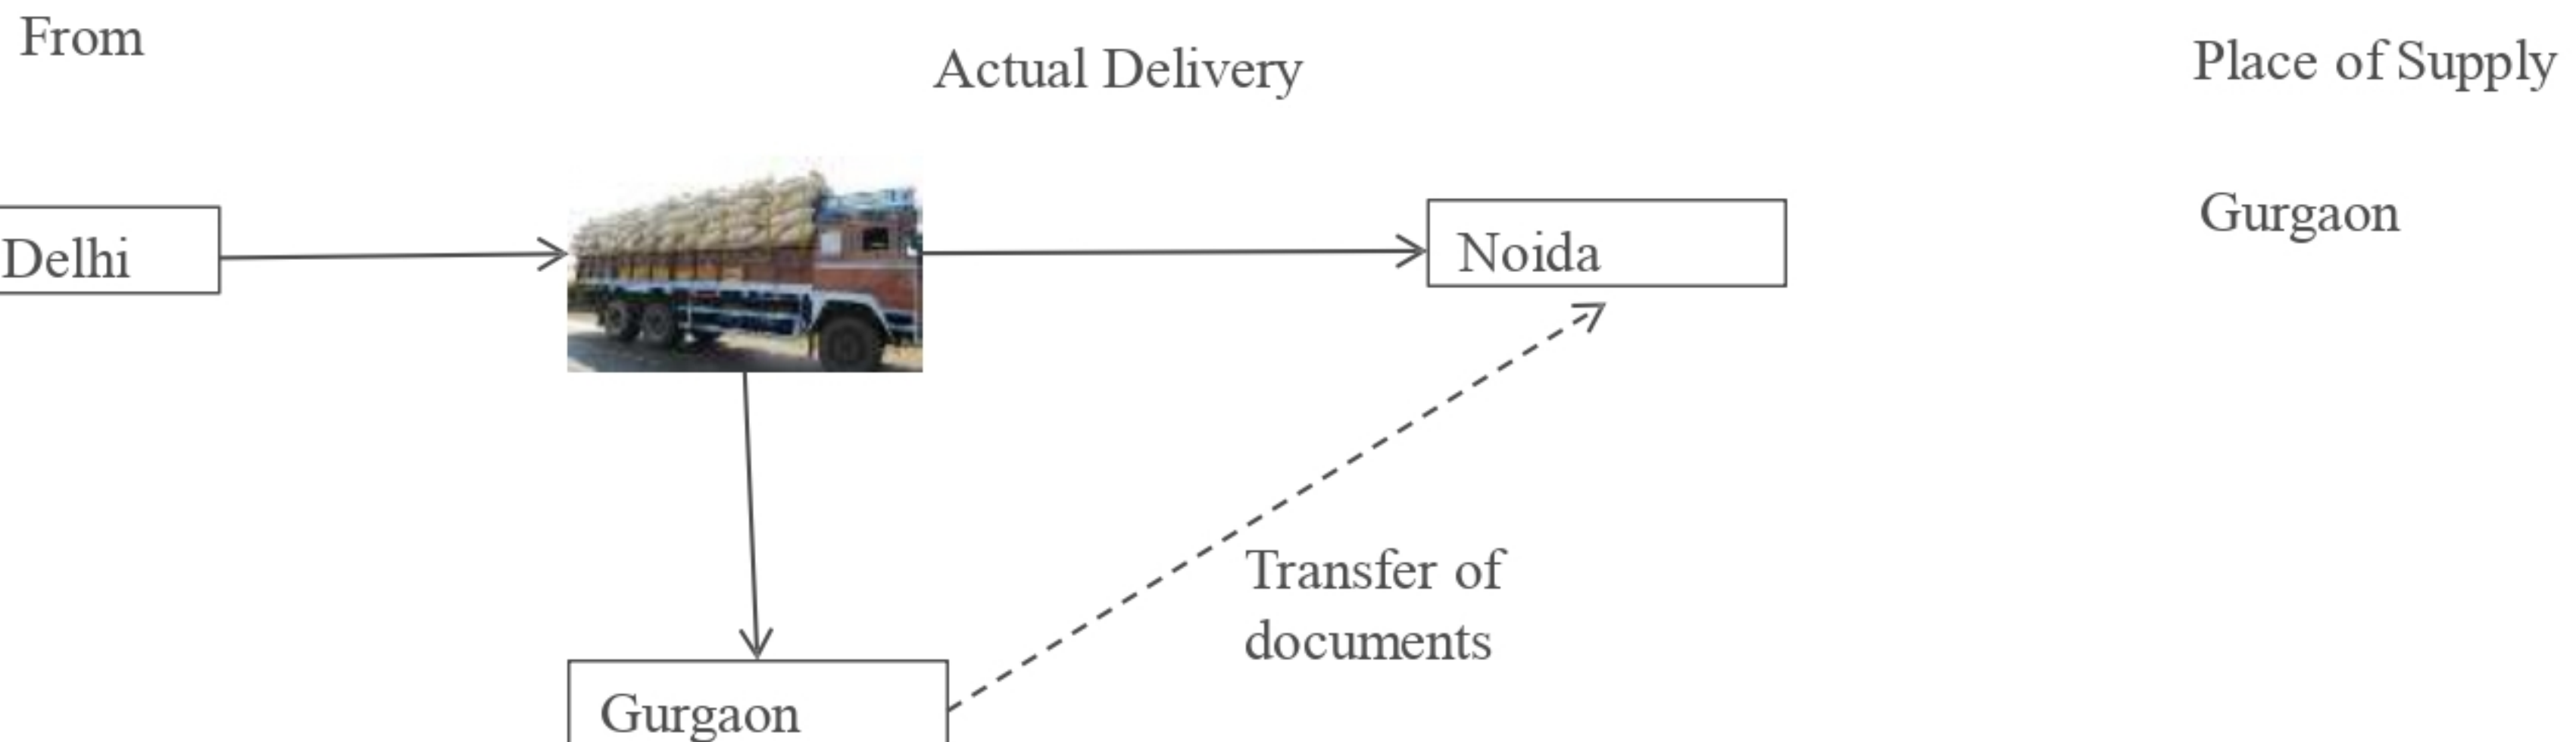 From
Actual Delivery
Place of Supply
Delhi
Noida
Gurgaon
Transfer of
documents
Gurgaon